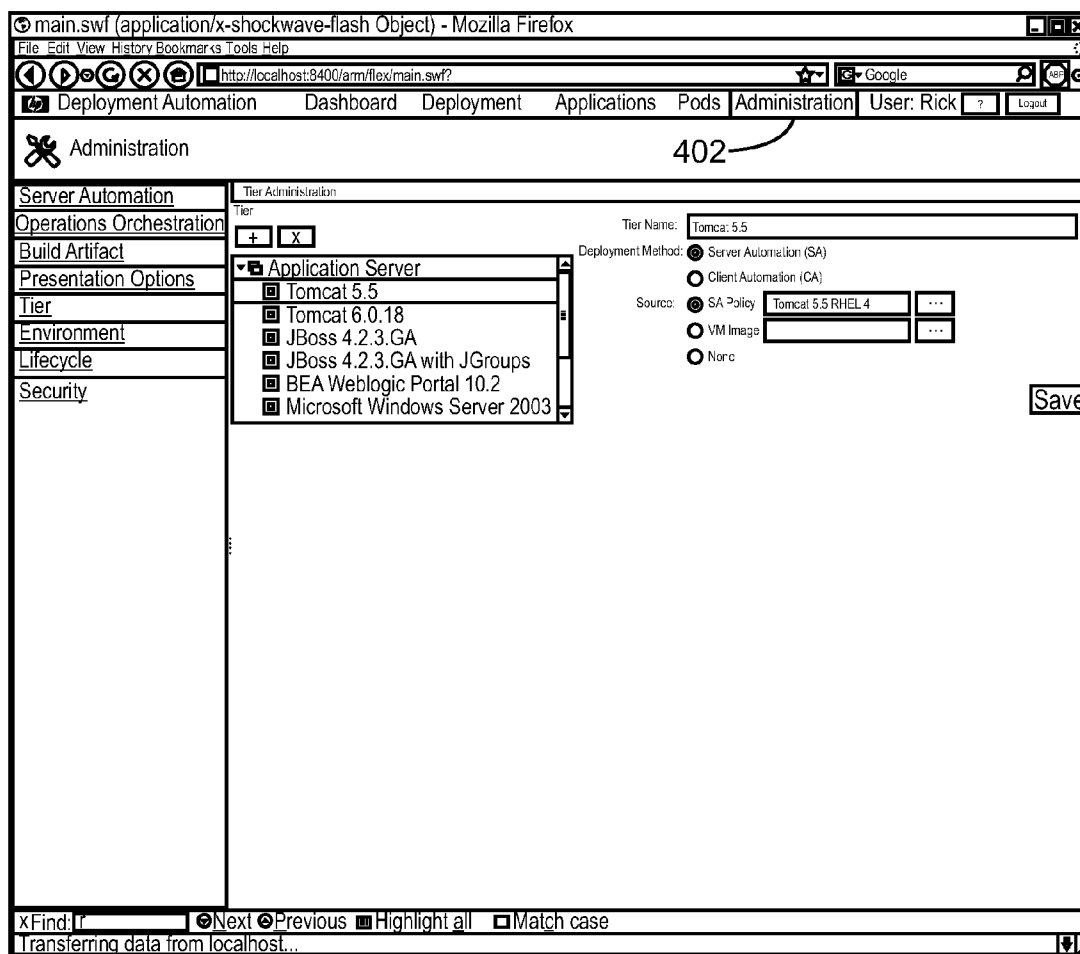 main.swf (application/x-shockwave-flash Object) - Mozilla Firefox
File Edit View History Bookmarks Tools Help
http://localhost:8400/arm/flex/main.swf? G Google ABP
hp Deployment Automation Dashboard Deployment Applications Pods Administration User: Rick ? Logout
Administration
402
Server Automation
Operations Orchestration
Build Artifact
Presentation Options
Tier
Environment
Lifecycle
Security
Tier Administration
Tier
+ X
Application Server
Tomcat 5.5
Tomcat 6.0.18
JBoss 4.2.3.GA
JBoss 4.2.3.GA with JGroups
BEA Weblogic Portal 10.2
Microsoft Windows Server 2003
Tier Name: Tomcat 5.5
Deployment Method: Server Automation (SA)
Client Automation (CA)
Source: SA Policy Tomcat 5.5 RHEL 4 ...
VM Image ...
None
Save
x Find: r Next Previous Highlight all Match case
Transferring data from localhost...